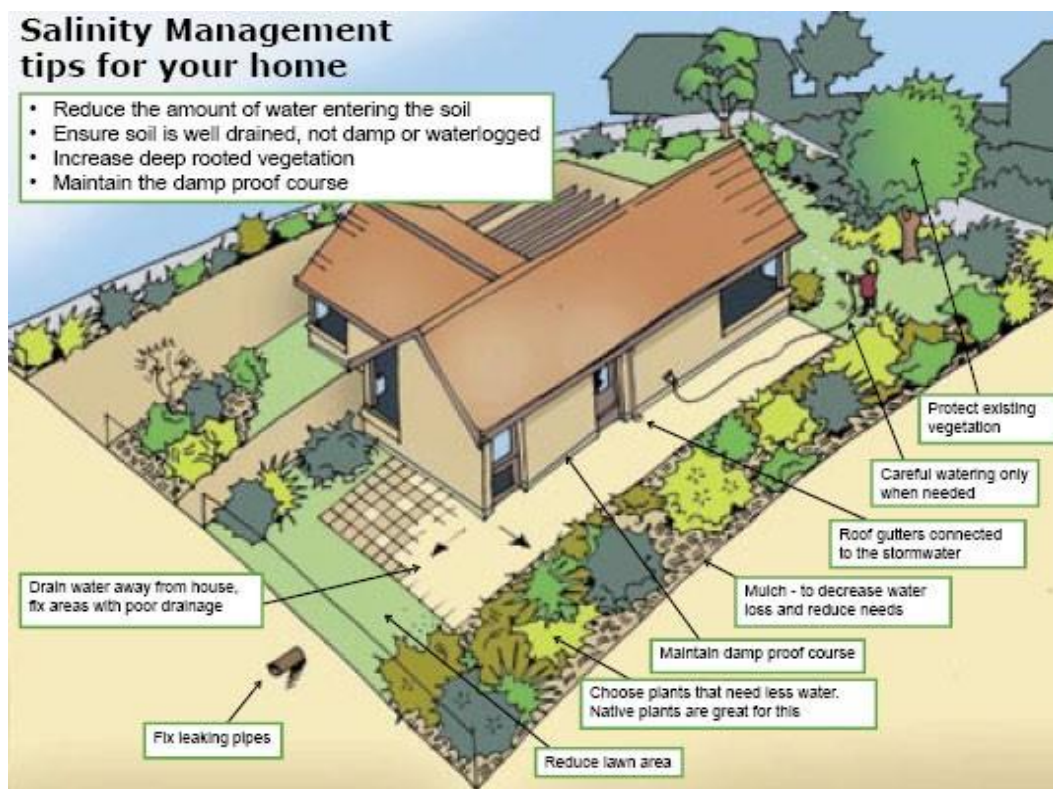 Salinity Management
tips for your home
• Reduce the amount of water entering the soil
• Ensure soil is well drained, not damp or waterlogged
• Increase deep rooted vegetation
• Maintain the damp proof course
Protect existing
vegetation
Careful watering only
when needed
Roof gutters connected
to the stormwater
Drain water away from house,
fix areas with poor drainage
Mulch - to decrease water
loss and reduce needs
Maintain damp proof course
Choose plants that need less water.
Native plants are great for this
Fix leaking pipes
Reduce lawn area